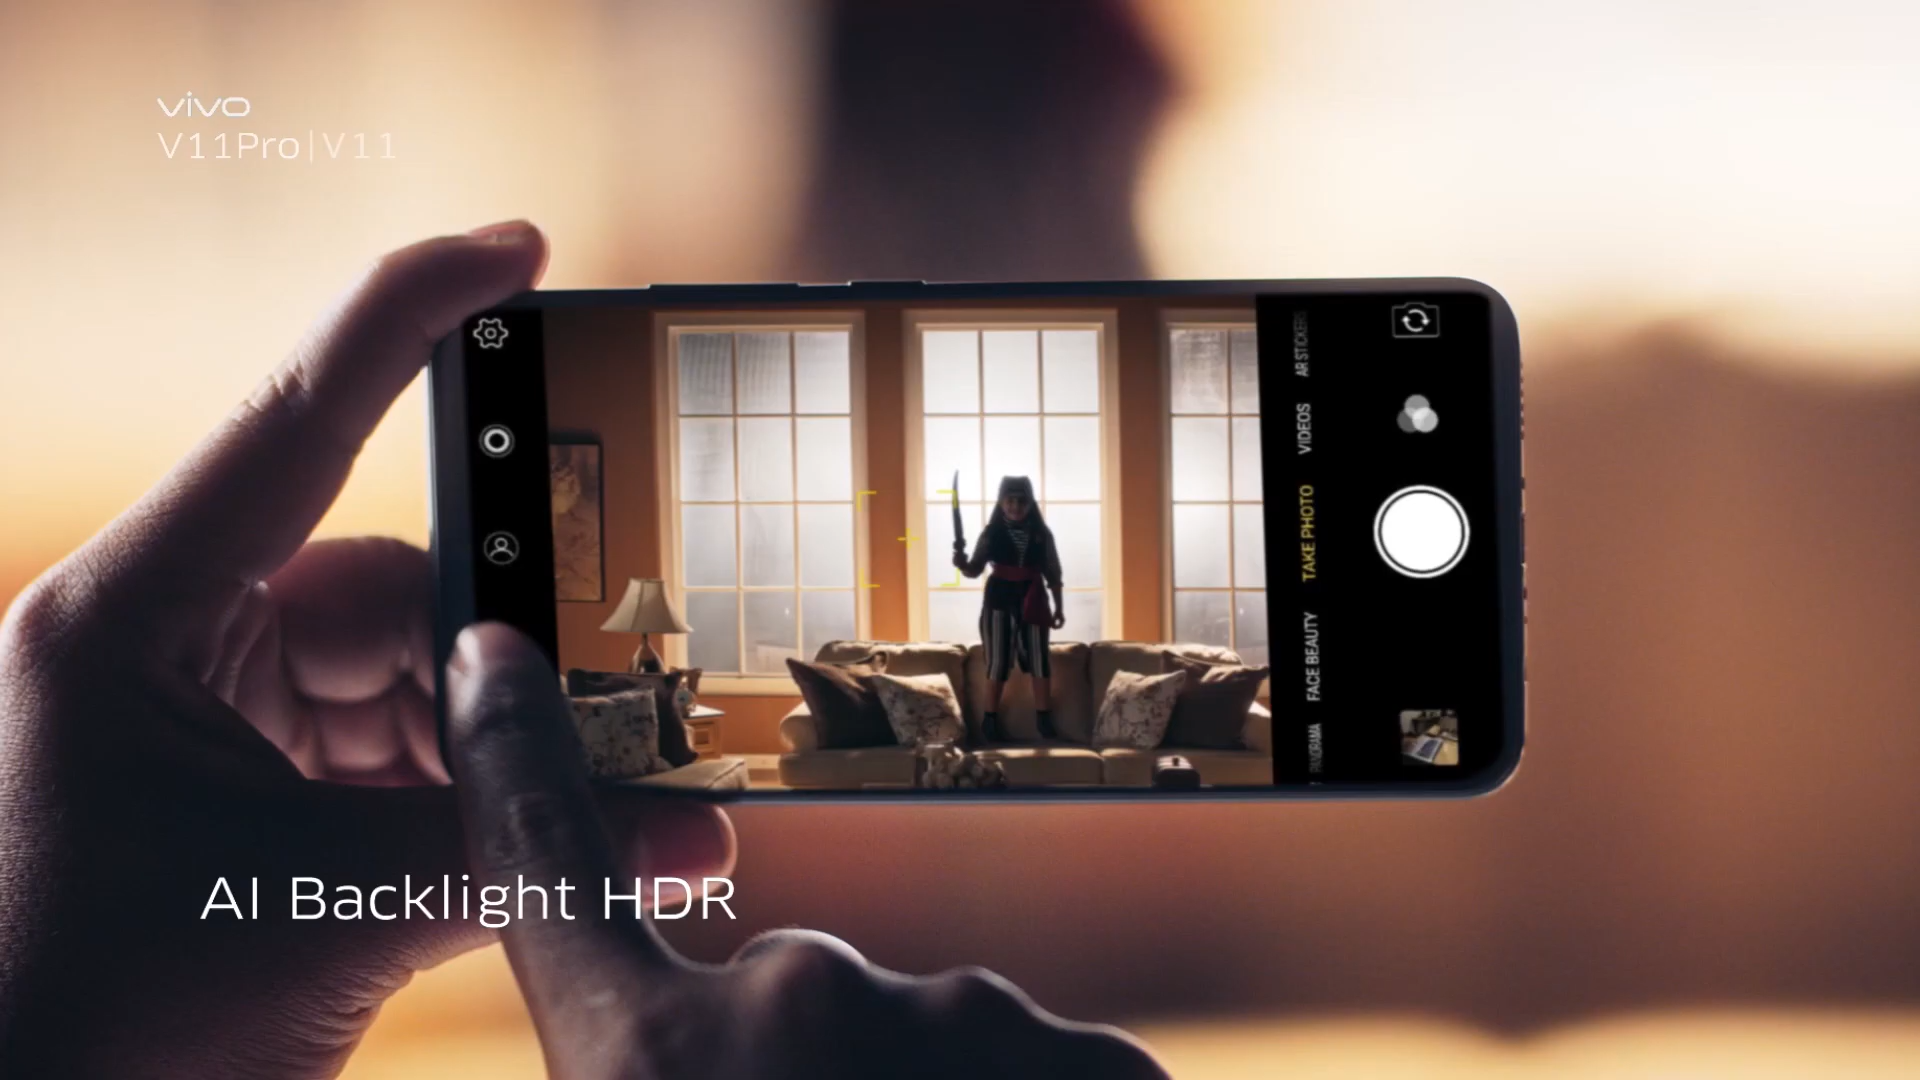 vivo
V11Pro|V11
AR STICKERS
VIDEOS
TAKE PHOTO
FACE BEAUTY
PANORAMA
AI Backlight HDR